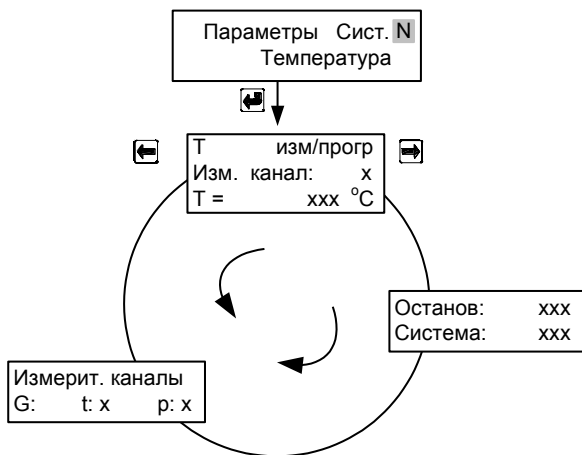 Параметры Сист. N
Температура
T изм/прогр
Изм. канал: x
T = xxx °C
Останов: xxx
Система: xxx
Измерит. каналы
G: t: x p: x